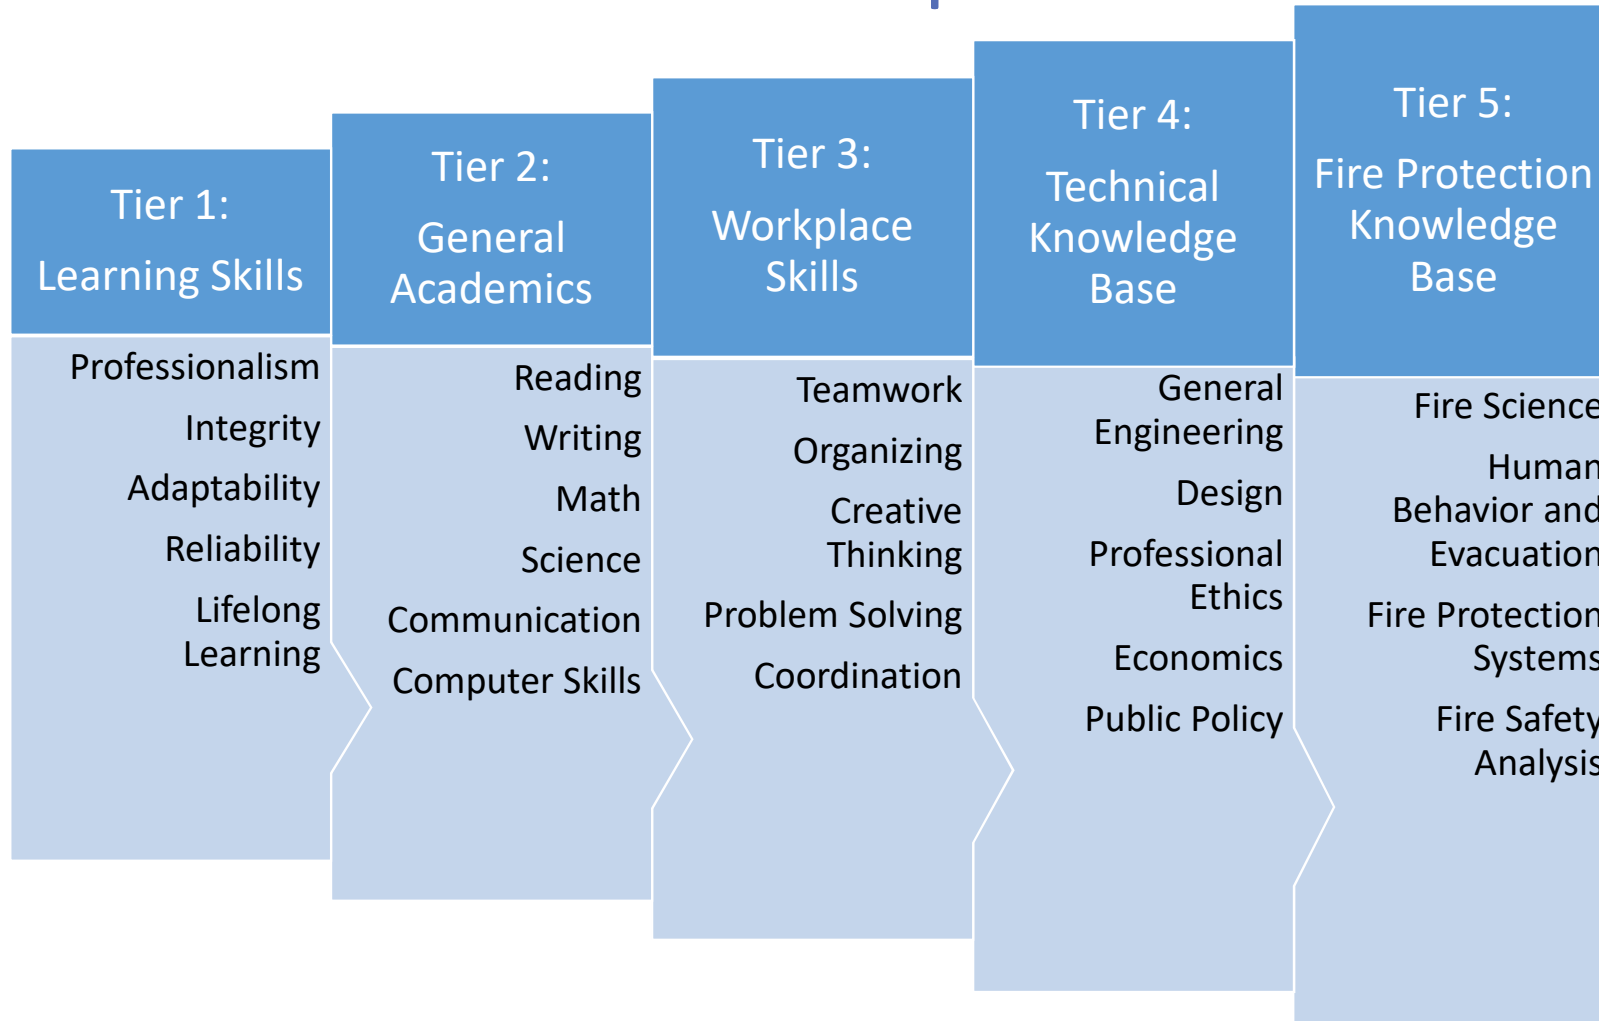 Tier 1:
Learning Skills
Professionalism
Integrity
Adaptability
Reliability
Lifelong
Learning
Tier 2:
General
Academics
Reading
Writing
Math
Science
Communication
Computer Skills
Tier 3:
Workplace
Skills
Teamwork
Organizing
Creative
Thinking
Problem Solving
Coordination
Tier 4:
Technical
Knowledge
Base
General
Engineering
Design
Professional
Ethics
Economics
Public Policy
Tier 5:
Fire Protection
Knowledge
Base
Fire Science
Human
Behavior and
Evacuation
Fire Protection
Systems
Fire Safety
Analysis